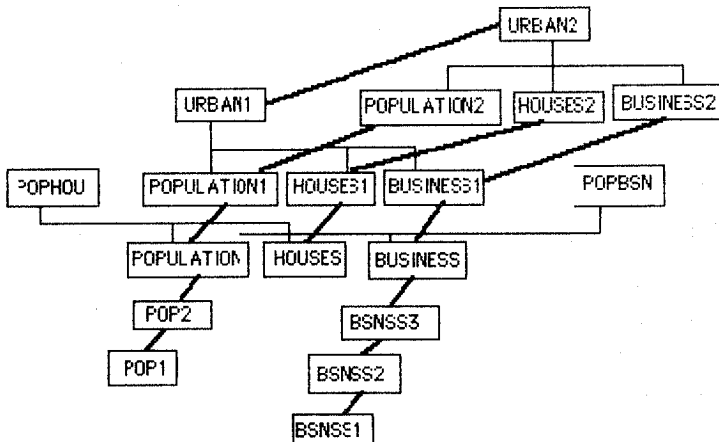 URBAN2
URBAN1
POPULATION2
HOUSES2
BUSINESS2
POPHOU
POPULATION1
HOUSES1
BUSINESS1
POPBSN
POPULATION
HOUSES
BUSINESS
POP2
BSNSS3
POP1
BSNSS2
BSNSS1